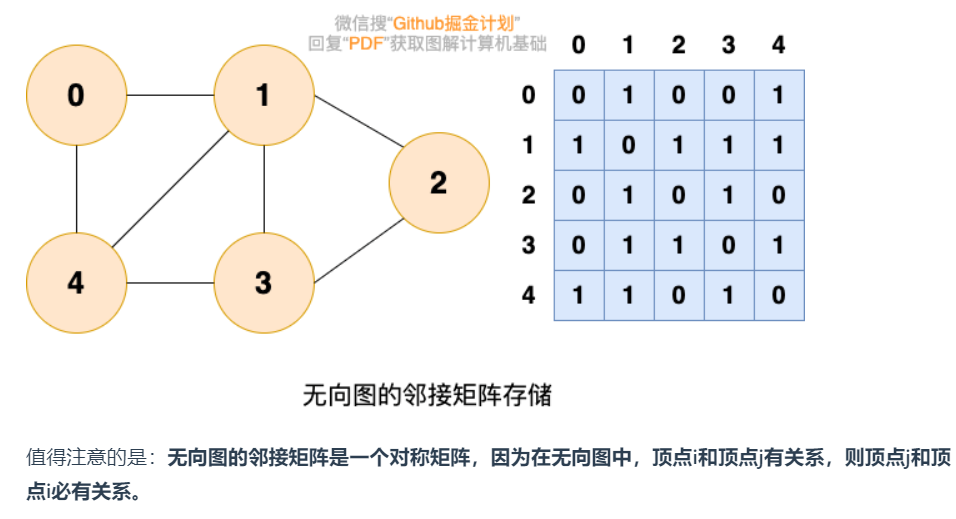 微信搜“Github掘金计划”
回复“PDF”获取图解计算机基础
0 1 2 3 4
0 0 1 0 0 1
1 1 0 1 1 1
2 0 1 0 1 0
3 0 1 1 0 1
4 1 1 0 1 0
0 1
2
4 3
无向图的邻接矩阵存储
值得注意的是：无向图的邻接矩阵是一个对称矩阵，因为在无向图中，顶点i和顶点j有关系，则顶点j和顶
点i必有关系。